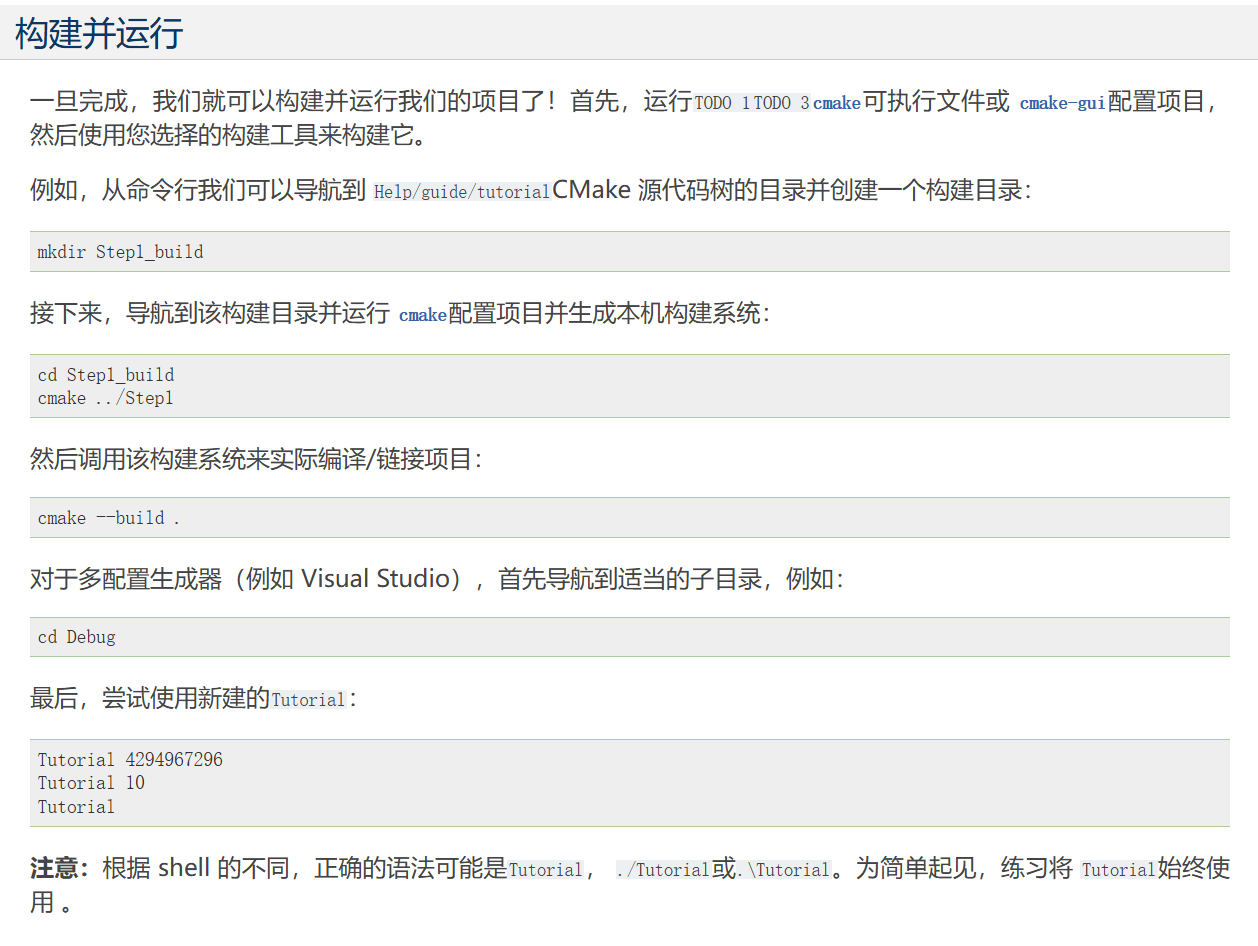 构建并运行
一旦完成，我们就可以构建并运行我们的项目了！首先，运行TODO 1TODO 3cmake可执行文件或 cmake-gui配置项目，
然后使用您选择的构建工具来构建它。
例如，从命令行我们可以导航到 Help/guide/tutorialCMake 源代码树的目录并创建一个构建目录：
mkdir Step1_build
接下来，导航到该构建目录并运行 cmake配置项目并生成本机构建系统：
cd Step1_build
cmake ../Step1
然后调用该构建系统来实际编译/链接项目：
cmake --build .
对于多配置生成器（例如 Visual Studio），首先导航到适当的子目录，例如：
cd Debug
最后，尝试使用新建的Tutorial：
Tutorial 4294967296
Tutorial 10
Tutorial
注意：根据 shell 的不同，正确的语法可能是Tutorial， ./Tutorial或.\Tutorial。为简单起见，练习将 Tutorial始终使
用 。